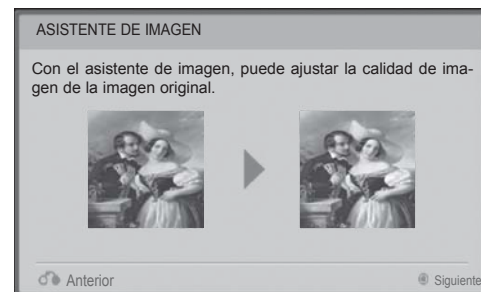 ASISTENTE DE IMAGEN
Con el asistente de imagen, puede ajustar la calidad de ima-
gen de la imagen original.
Anterior
Siguiente